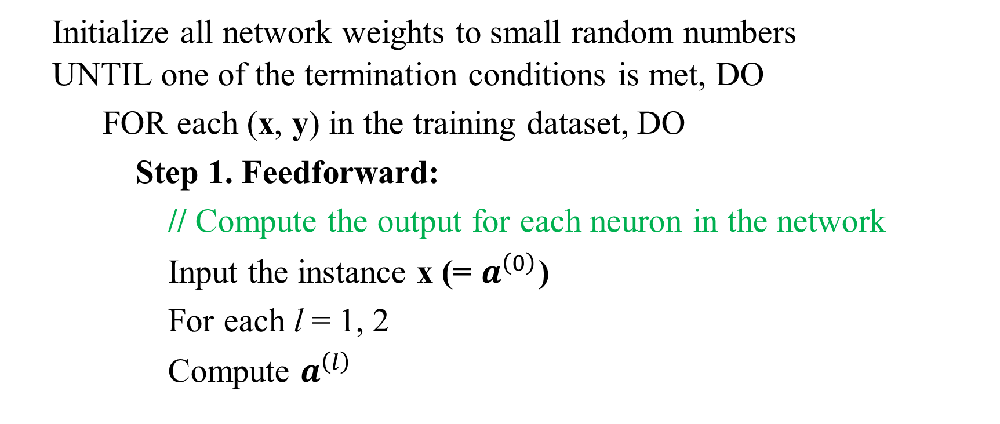 Initialize all network weights to small random numbers
UNTIL one of the termination conditions is met, DO
FOR each (x, y) in the training dataset, DO
Step 1. Feedforward:
// Compute the output for each neuron in the network
Input the instance x (= a⁽⁰⁾)
For each l = 1, 2
Compute a⁽ˡ⁾